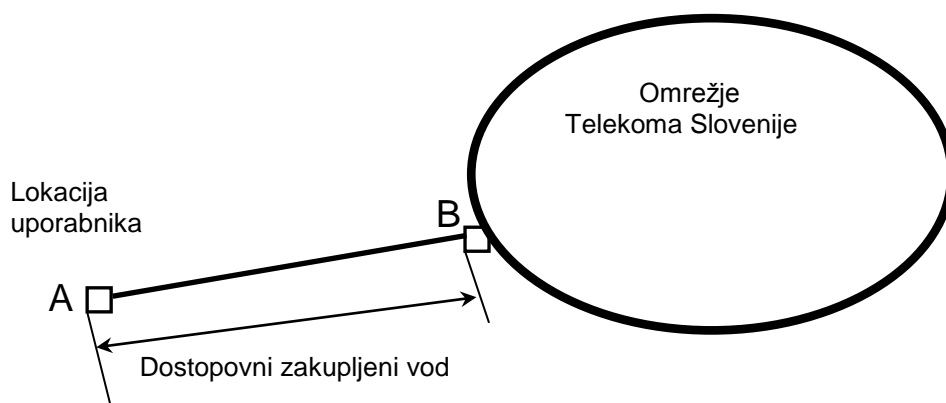 Omrežje
Telekoma Slovenije
Lokacija
uporabnika
B
A
Dostopovni zakupljeni vod